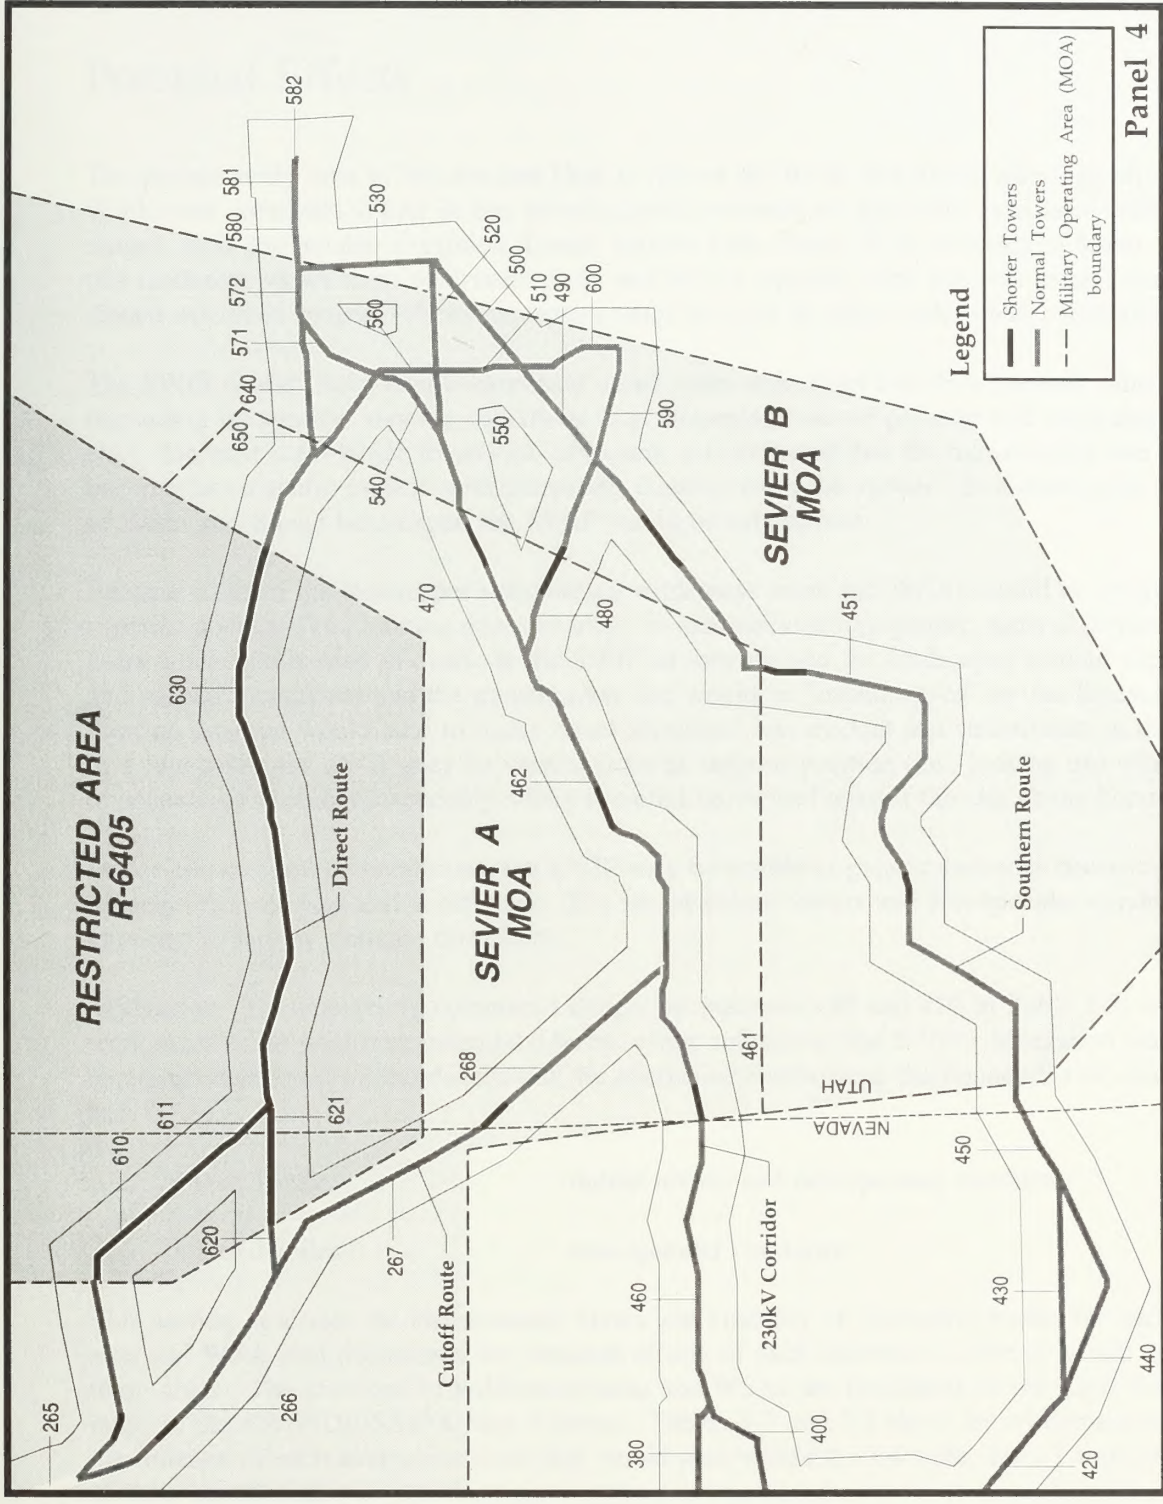 RESTRICTED AREA
R-6405
SEVIER A
MOA
SEVIER B
MOA
Direct Route
Cutoff Route
230kV Corridor
Southern Route
UTAH
NEVADA
265
610
611
266
620
621
267
268
630
650
640
571
572
580
581
582
530
560
540
520
500
510
490
600
550
590
470
480
462
451
461
460
380
400
450
430
440
420
Legend
Shorter Towers
Normal Towers
Military Operating Area (MOA)
boundary
Panel 4